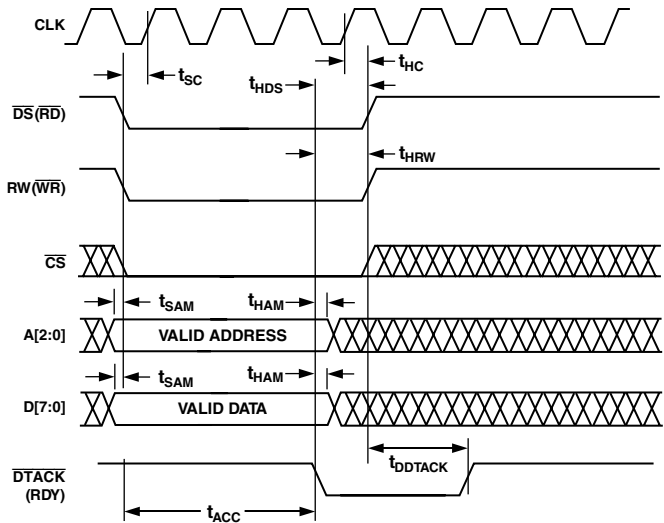 CLK
tSC
tHC
tHDS
DS(RD)
tHRW
RW(WR)
CS
tSAM
tHAM
A[2:0]
VALID ADDRESS
tSAM
tHAM
D[7:0]
VALID DATA
tDDTACK
DTACK
(RDY)
tACC